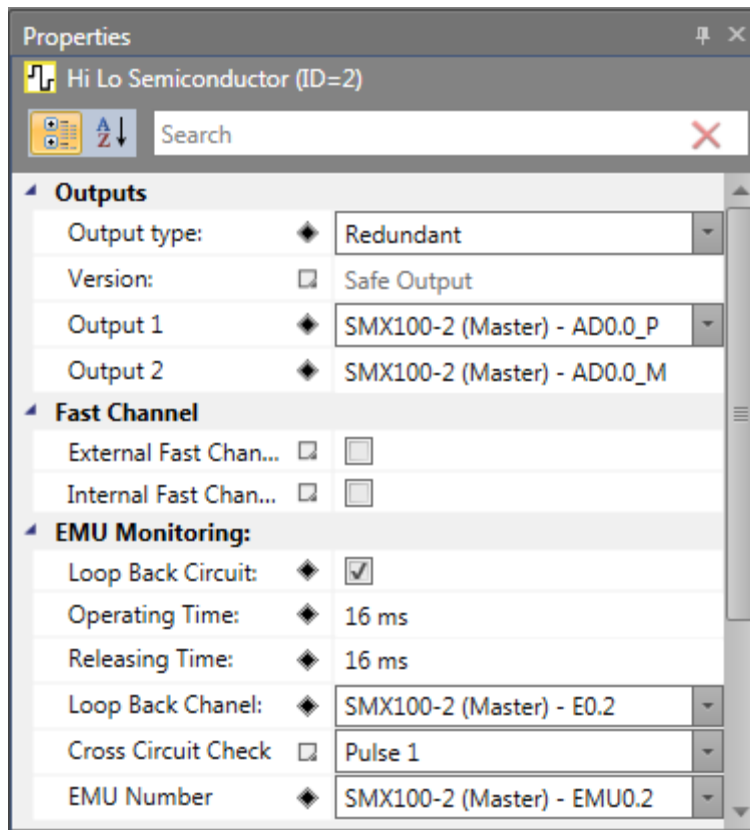 Properties
Hi Lo Semiconductor (ID=2)
A Z Search
Outputs
Output type: Redundant
Version: Safe Output
Output 1 SMX100-2 (Master) - AD0.0_P
Output 2 SMX100-2 (Master) - AD0.0_M
Fast Channel
External Fast Chan...
Internal Fast Chan...
EMU Monitoring:
Loop Back Circuit:
Operating Time: 16 ms
Releasing Time: 16 ms
Loop Back Chanel: SMX100-2 (Master) - E0.2
Cross Circuit Check Pulse 1
EMU Number SMX100-2 (Master) - EMU0.2